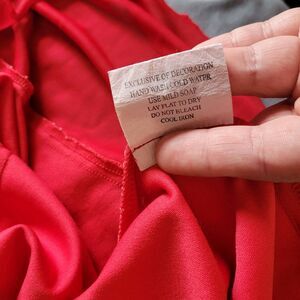 EXCLUSIVE OF DECORATION
HAND WASH COLD WATER
USE MILD SOAP
LAY FLAT TO DRY
DO NOT BLEACH
COOL IRON